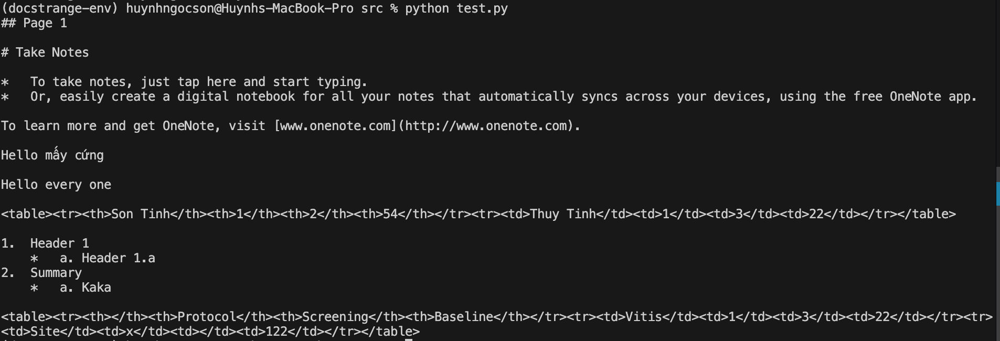 (docstrange-env) huynhngocson@Huynhs-MacBook-Pro src % python test.py
## Page 1
# Take Notes
*   To take notes, just tap here and start typing.
*   Or, easily create a digital notebook for all your notes that automatically syncs across your devices, using the free OneNote app.
To learn more and get OneNote, visit [www.onenote.com](http://www.onenote.com).
Hello mấy cứng
Hello every one
<table><tr><th>Son Tinh</th><th>1</th><th>2</th><th>54</th></tr><tr><td>Thuy Tinh</td><td>1</td><td>3</td><td>22</td></tr></table>
1.  Header 1
    *   a. Header 1.a
2.  Summary
    *   a. Kaka
<table><tr><th></th><th>Protocol</th><th>Screening</th><th>Baseline</th></tr><tr><td>Vitis</td><td>1</td><td>3</td><td>22</td></tr><tr>
<td>Site</td><td>x</td><td></td><td>122</td></tr></table>